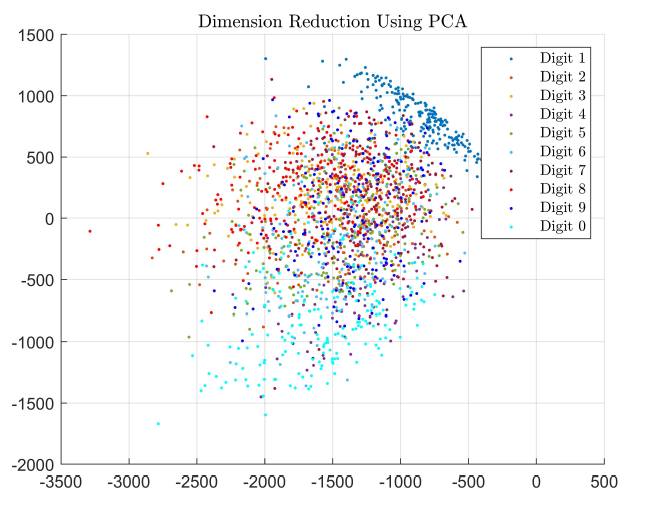 Dimension Reduction Using PCA
1500
1000
500
0
-500
-1000
-1500
-2000
-3500 -3000 -2500 -2000 -1500 -1000 -500 0 500
Digit 1
Digit 2
Digit 3
Digit 4
Digit 5
Digit 6
Digit 7
Digit 8
Digit 9
Digit 0